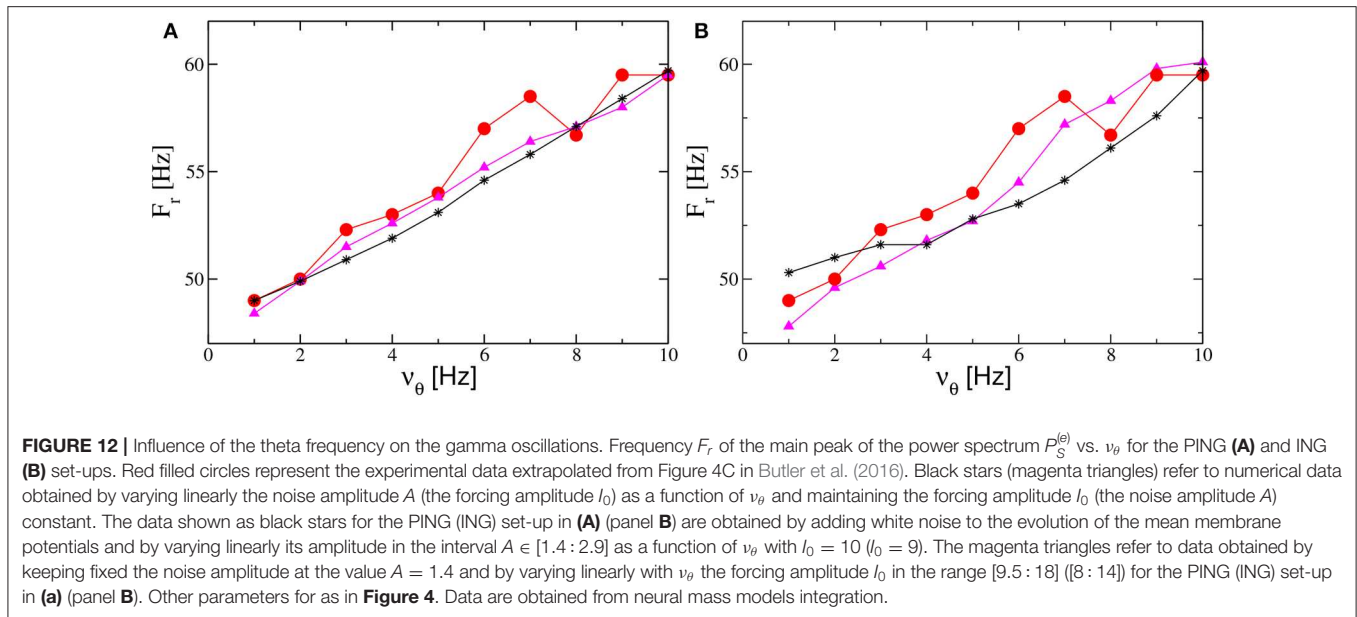 A
B
60
55
50
F_r [Hz]
0 2 4 6 8 10
ν_θ [Hz]
60
55
50
F_r [Hz]
0 2 4 6 8 10
ν_θ [Hz]
FIGURE 12 | Influence of the theta frequency on the gamma oscillations. Frequency F_r of the main peak of the power spectrum P_S^(e) vs. ν_θ for the PING (A) and ING
(B) set-ups. Red filled circles represent the experimental data extrapolated from Figure 4C in Butler et al. (2016). Black stars (magenta triangles) refer to numerical data
obtained by varying linearly the noise amplitude A (the forcing amplitude I_0) as a function of ν_θ and maintaining the forcing amplitude I_0 (the noise amplitude A)
constant. The data shown as black stars for the PING (ING) set-up in (A) (panel B) are obtained by adding white noise to the evolution of the mean membrane
potentials and by varying linearly its amplitude in the interval A ∈ [1.4 : 2.9] as a function of ν_θ with I_0 = 10 (I_0 = 9). The magenta triangles refer to data obtained by
keeping fixed the noise amplitude at the value A = 1.4 and by varying linearly with ν_θ the forcing amplitude I_0 in the range [9.5 : 18] ([8 : 14]) for the PING (ING) set-up
in (a) (panel B). Other parameters for as in Figure 4. Data are obtained from neural mass models integration.